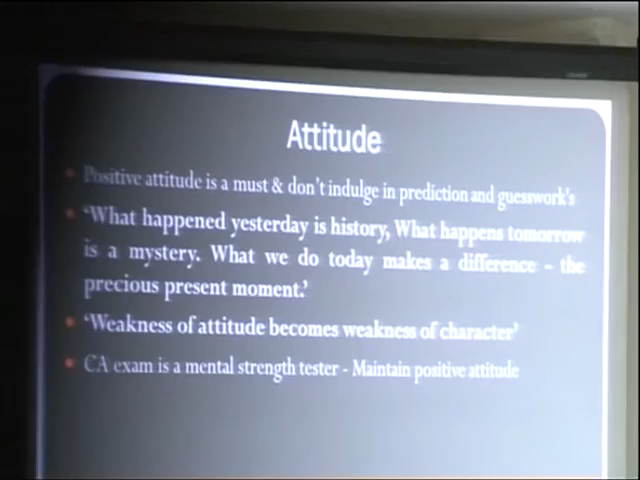 Attitude
Positive attitude is a must & don't indulge in prediction and guesswork's
'What happened yesterday is history, What happens tomorrow
is a mystery. What we do today makes a difference – the
precious present moment.'
'Weakness of attitude becomes weakness of character'
CA exam is a mental strength tester - Maintain positive attitude